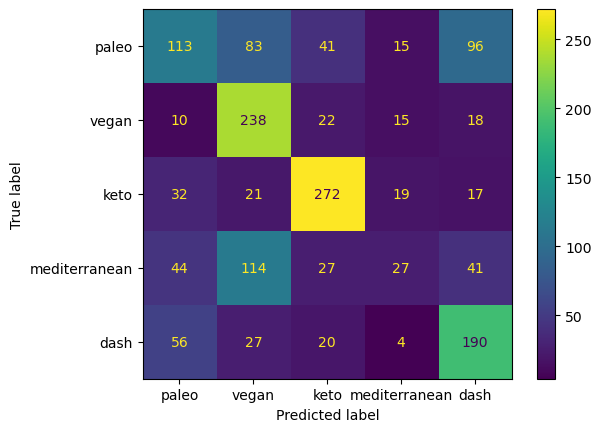 True label
paleo 113 83 41 15 96
vegan 10 238 22 15 18
keto 32 21 272 19 17
mediterranean 44 114 27 27 41
dash 56 27 20 4 190
paleo vegan keto mediterranean dash
Predicted label
250
200
150
100
50